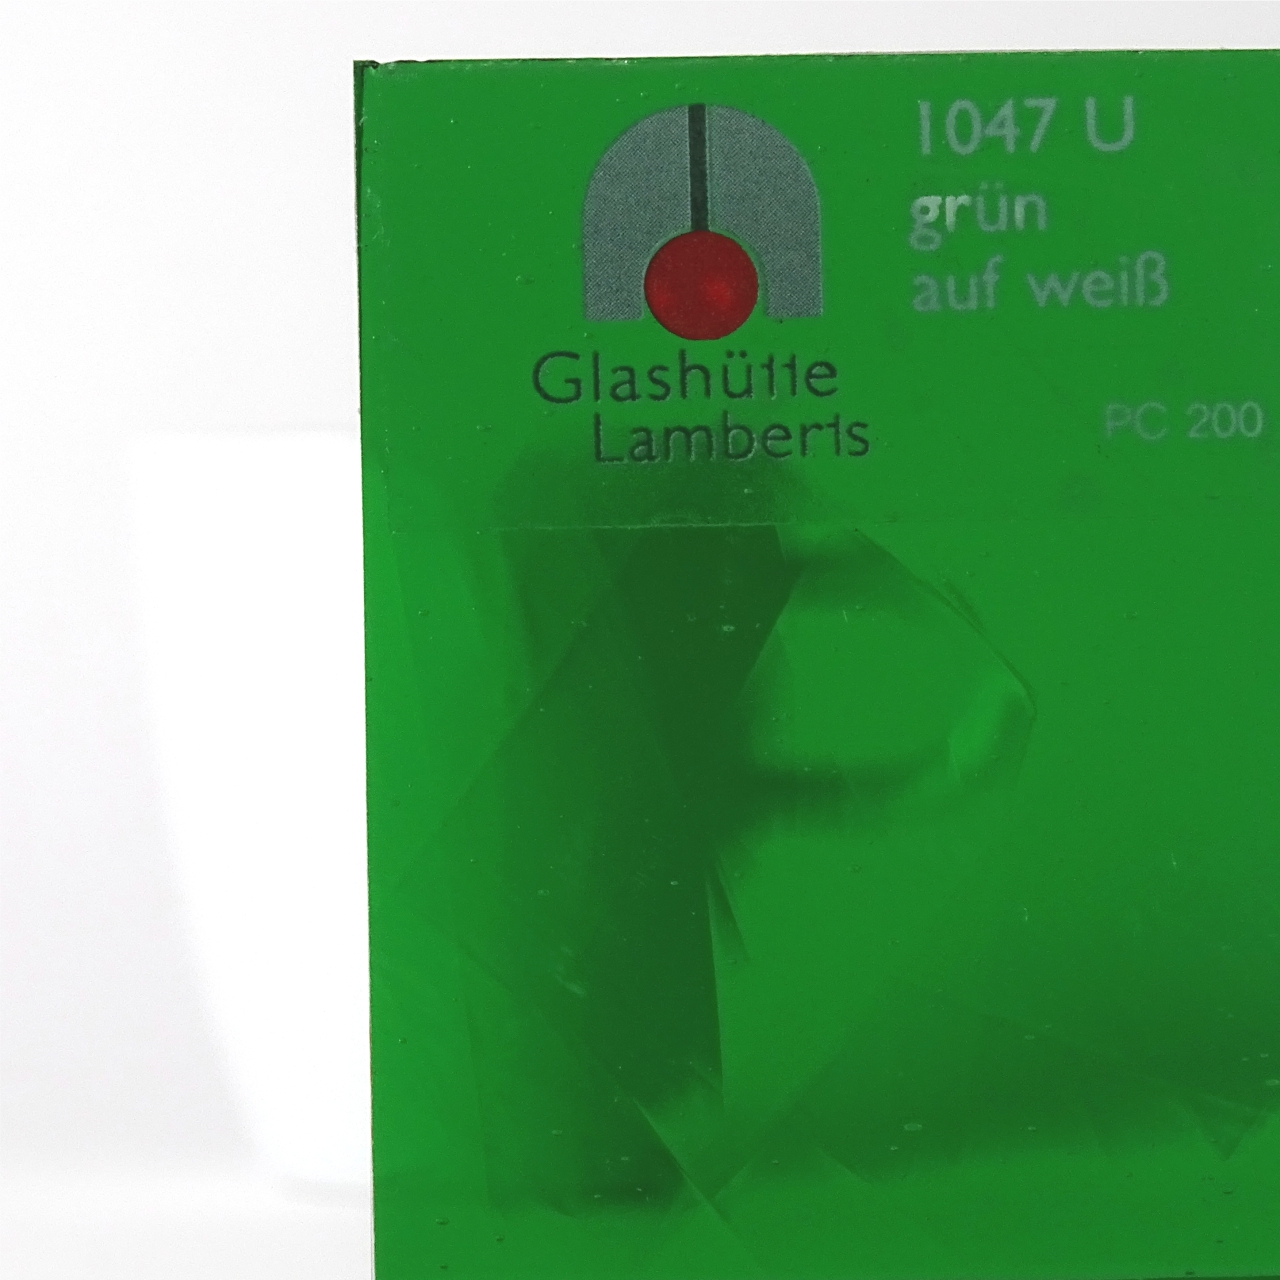 1047 U
grün
auf weiß
Glashütte
Lamberts
PC 200